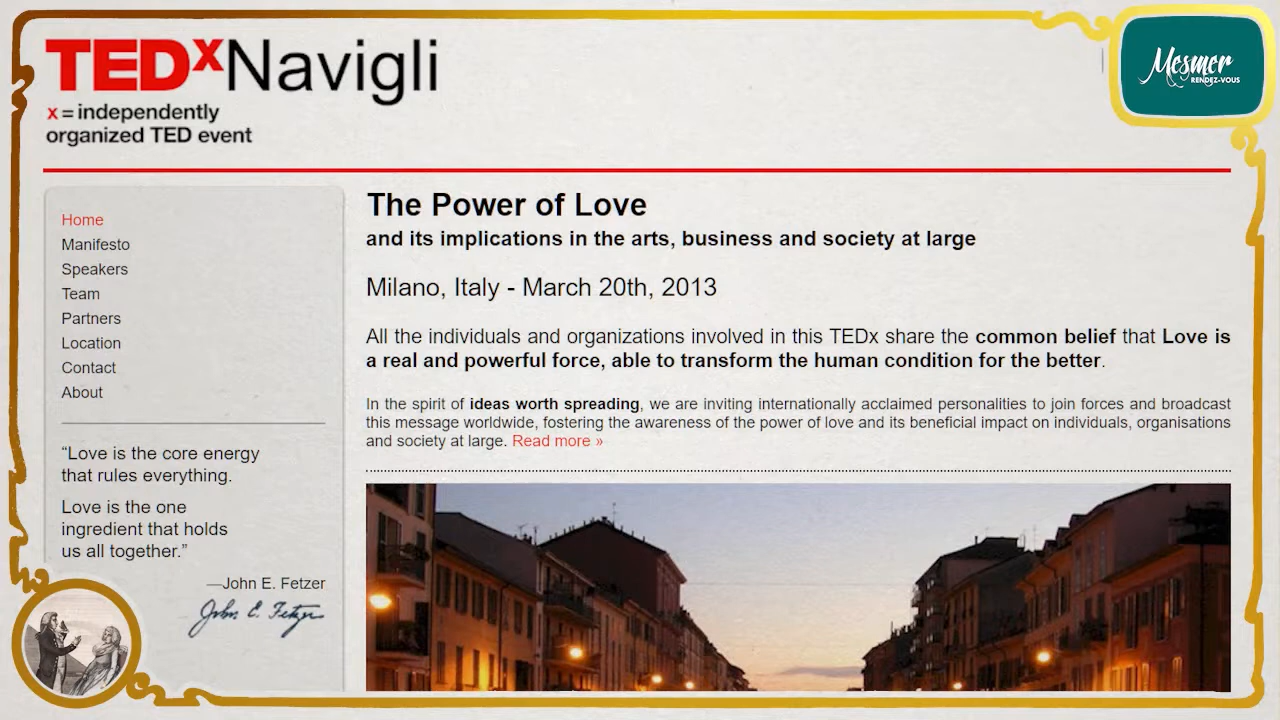 TEDxNavigli
x = independently
organized TED event
Mesmer
RENDEZ-VOUS
Home
Manifesto
Speakers
Team
Partners
Location
Contact
About
“Love is the core energy
that rules everything.
Love is the one
ingredient that holds
us all together.”
—John E. Fetzer
John E. Fetzer
The Power of Love
and its implications in the arts, business and society at large
Milano, Italy - March 20th, 2013
All the individuals and organizations involved in this TEDx share the common belief that Love is
a real and powerful force, able to transform the human condition for the better.
In the spirit of ideas worth spreading, we are inviting internationally acclaimed personalities to join forces and broadcast
this message worldwide, fostering the awareness of the power of love and its beneficial impact on individuals, organisations
and society at large. Read more »